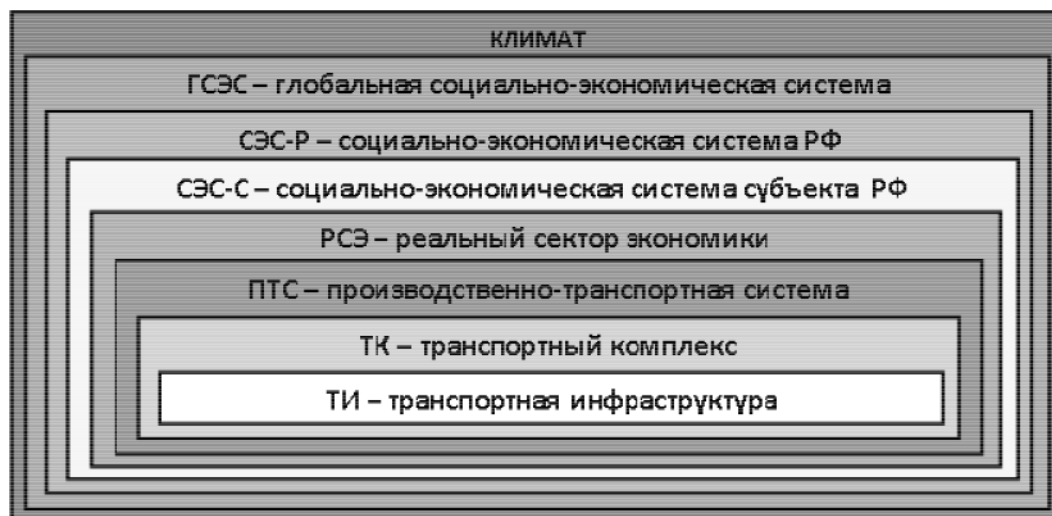 КЛИМАТ
ГСЭС – глобальная социально-экономическая система
СЭС-Р – социально-экономическая система РФ
СЭС-С – социально-экономическая система субъекта РФ
РСЭ – реальный сектор экономики
ПТС – производственно-транспортная система
ТК – транспортный комплекс
ТИ – транспортная инфраструктура